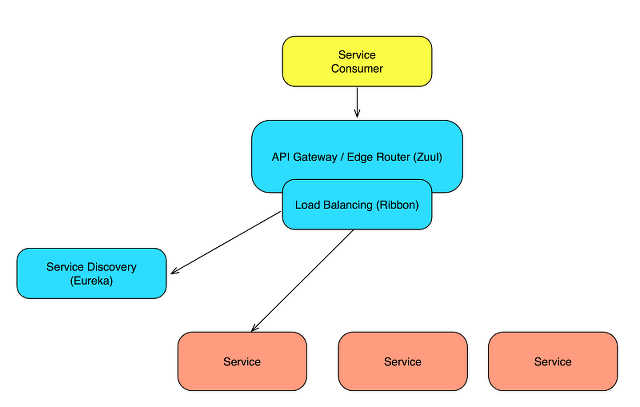 Service
Consumer
API Gateway / Edge Router (Zuul)
Load Balancing (Ribbon)
Service Discovery
(Eureka)
Service
Service
Service